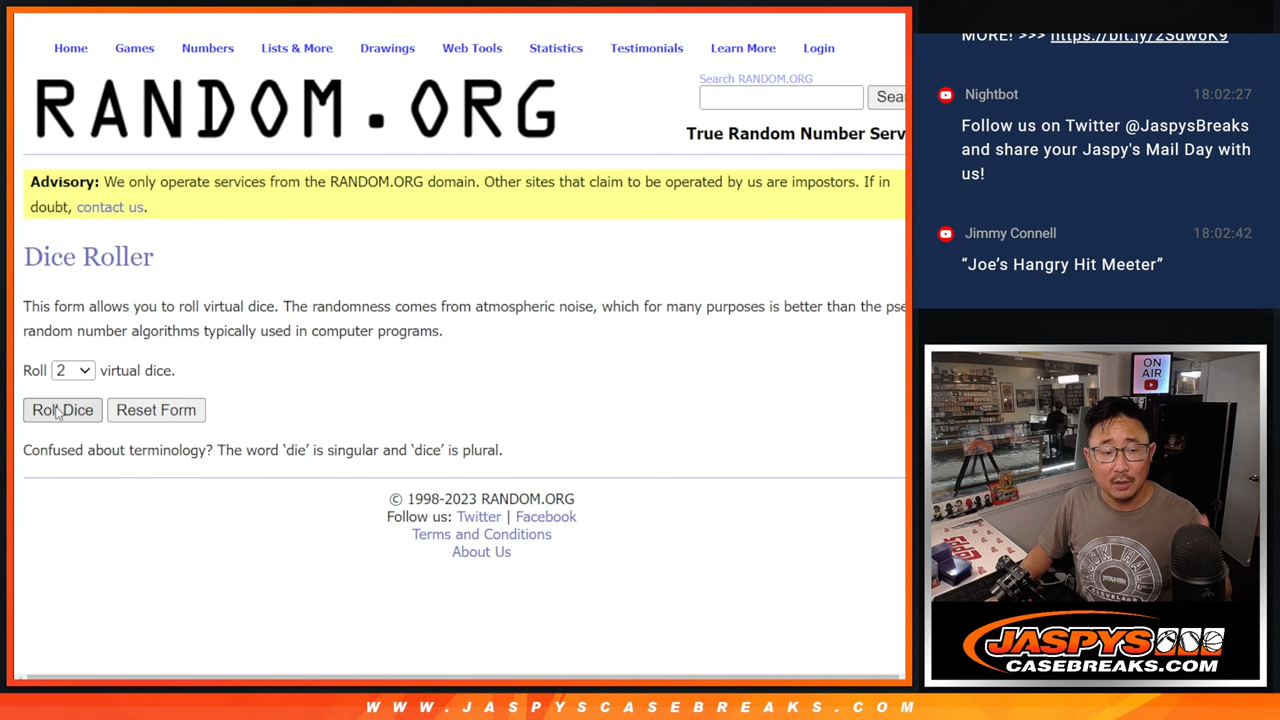 Home Games Numbers Lists & More Drawings Web Tools Statistics Testimonials Learn More Login
RANDOM.ORG
Search RANDOM.ORG
Sea
True Random Number Serv
Advisory: We only operate services from the RANDOM.ORG domain. Other sites that claim to be operated by us are impostors. If in
doubt, contact us.
Dice Roller
This form allows you to roll virtual dice. The randomness comes from atmospheric noise, which for many purposes is better than the pse
random number algorithms typically used in computer programs.
Roll 2 virtual dice.
Roll Dice Reset Form
Confused about terminology? The word ‘die’ is singular and ‘dice’ is plural.
© 1998-2023 RANDOM.ORG
Follow us: Twitter | Facebook
Terms and Conditions
About Us
MORE! >>> https://bit.ly/2Sdw6K9
Nightbot 18:02:27
Follow us on Twitter @JaspysBreaks
and share your Jaspy's Mail Day with
us!
Jimmy Connell 18:02:42
“Joe’s Hangry Hit Meeter”
ON
AIR
ROCK HALL
CLEVELAND
JASPYS
CASEBREAKS.COM
WWW.JASPYSCASEBREAKS.COM